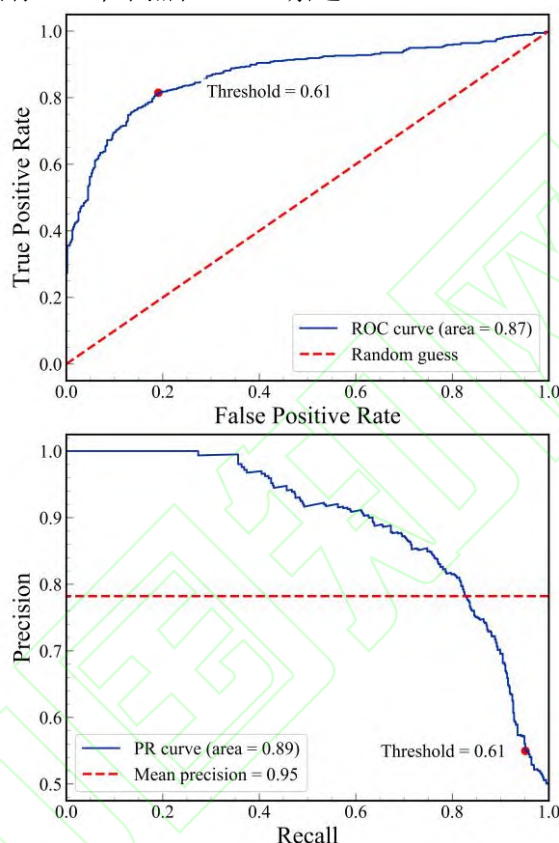 1.0
0.8
0.6
0.4
0.2
0.0
True Positive Rate
Threshold = 0.61
ROC curve (area = 0.87)
Random guess
0.0 0.2 0.4 0.6 0.8 1.0
False Positive Rate
1.0
0.9
0.8
0.7
0.6
0.5
Precision
PR curve (area = 0.89)
Mean precision = 0.95
Threshold = 0.61
0.0 0.2 0.4 0.6 0.8 1.0
Recall